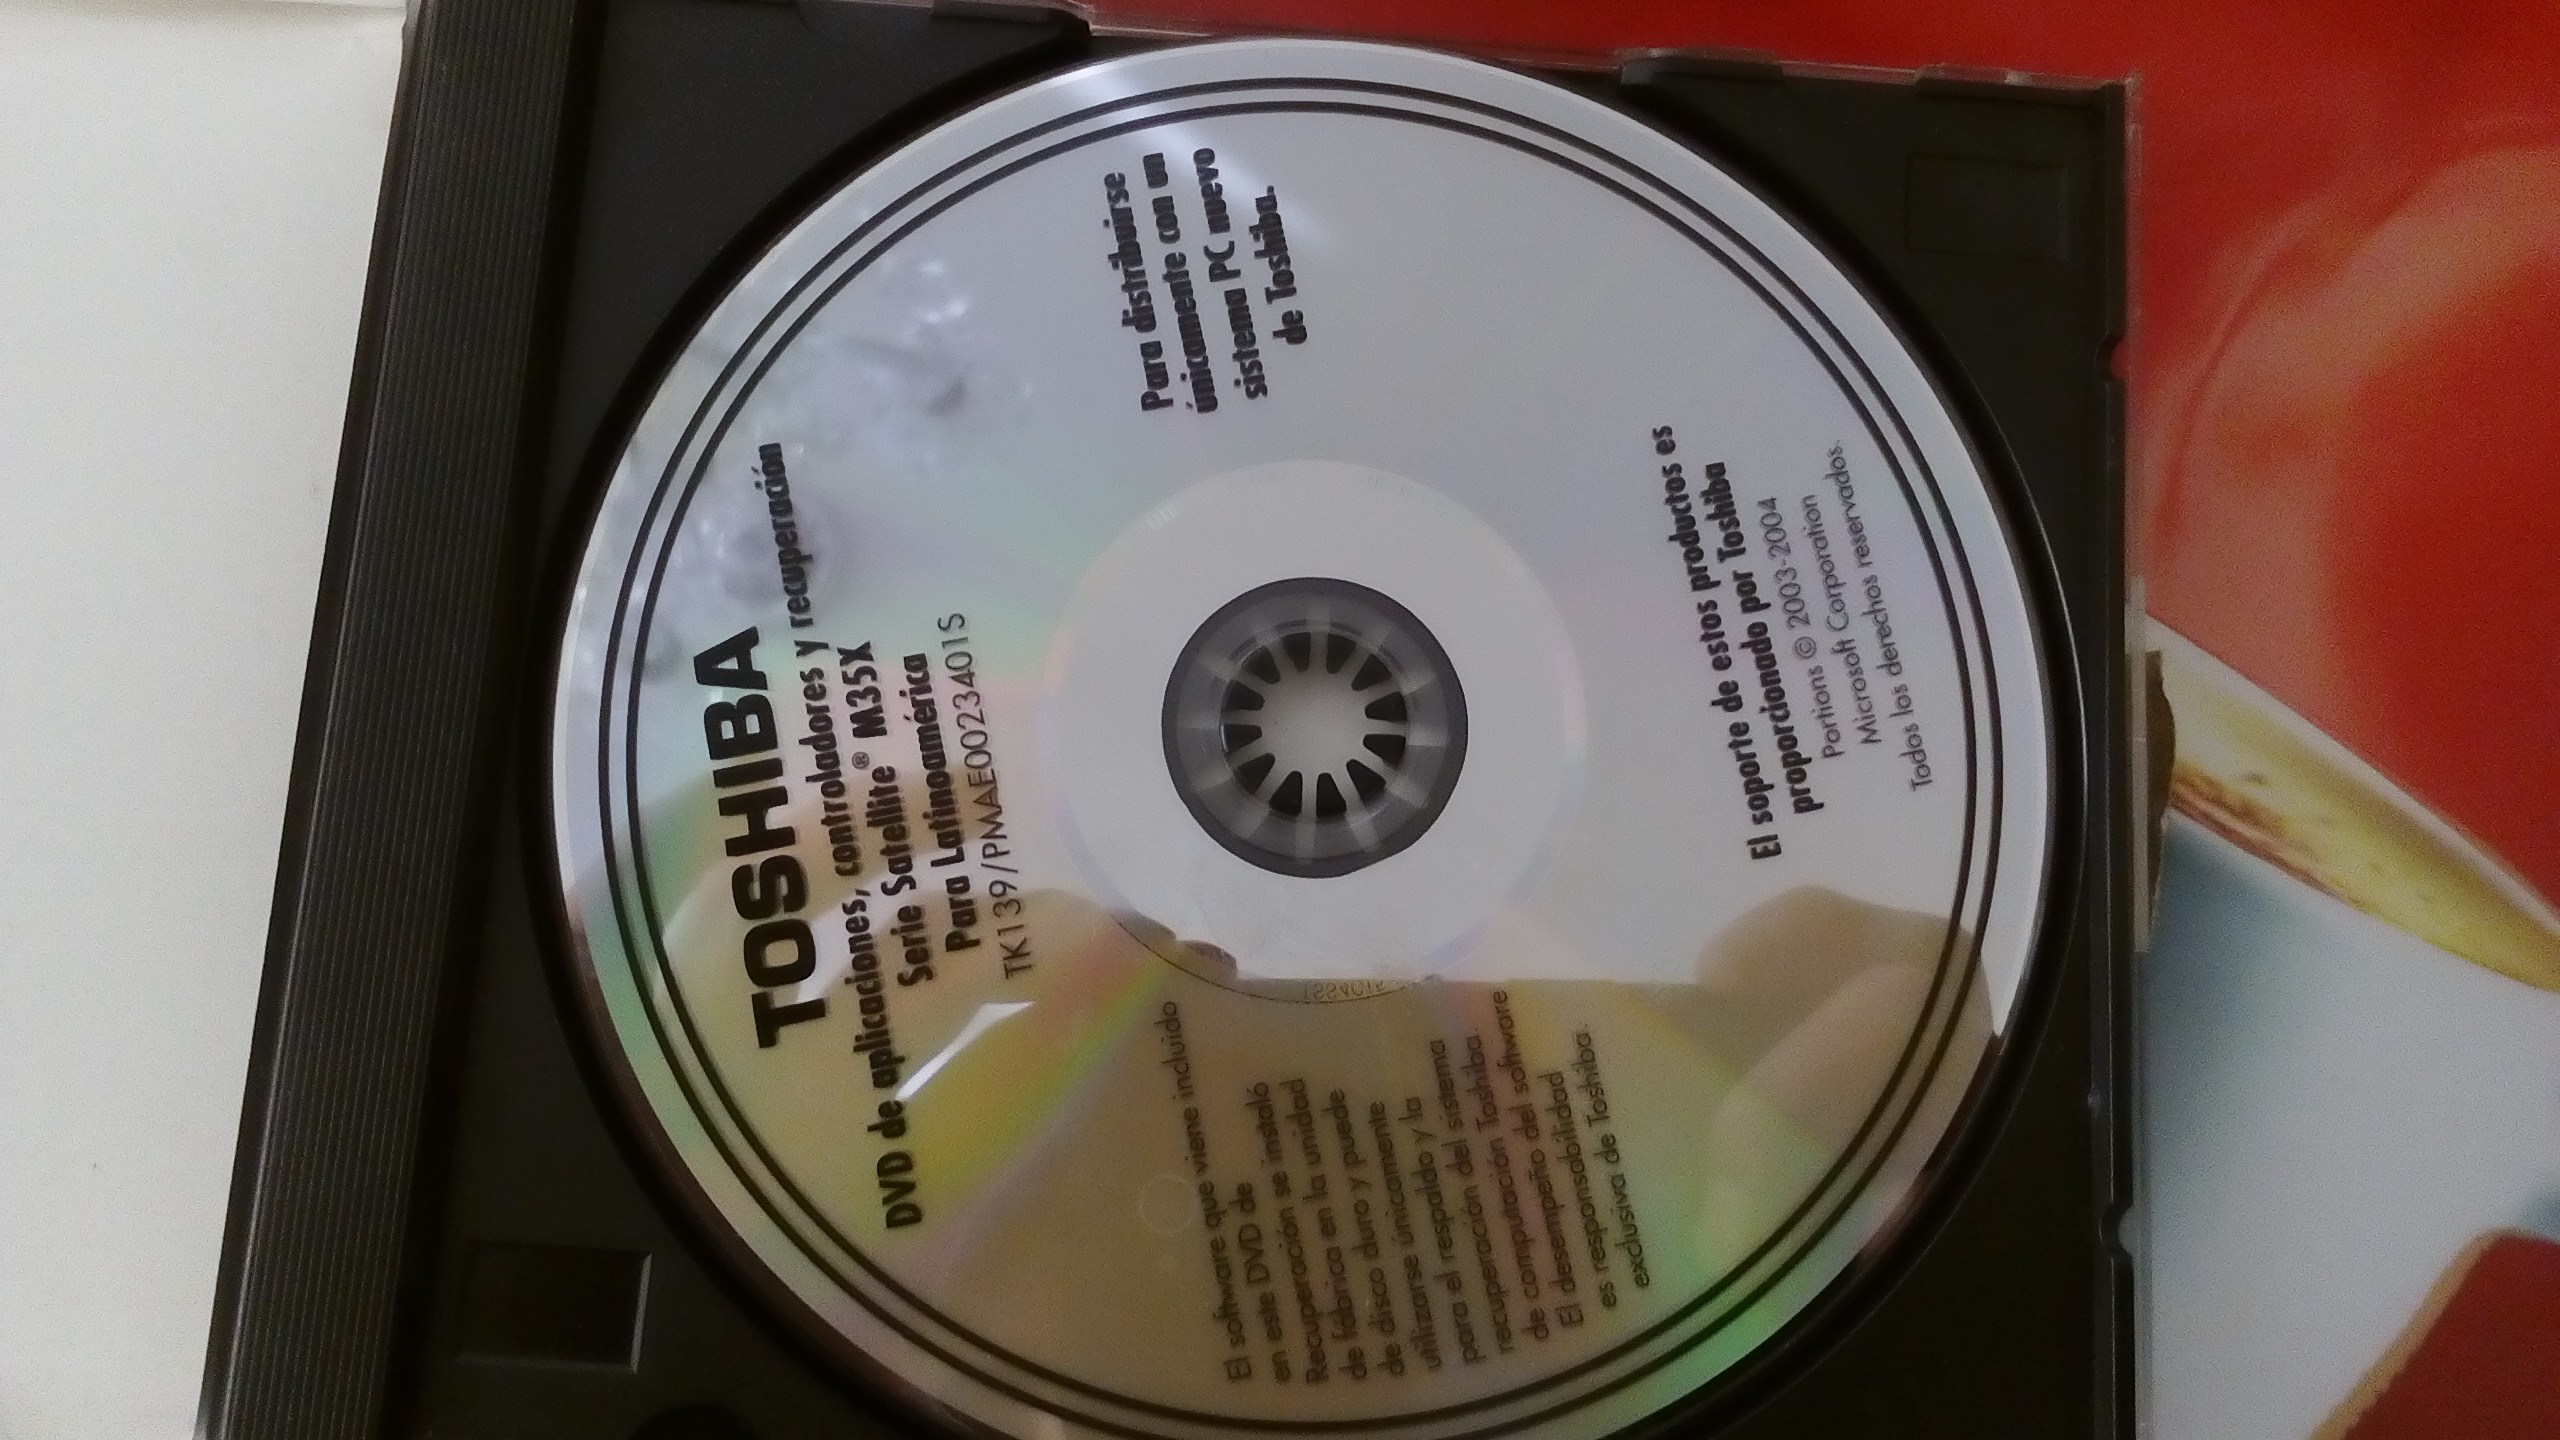 TOSHIBA
DVD de aplicaciones, controladores y recuperación
Serie Satellite® M35X
Para Latinoamérica
TK139/PMAE0023401S
El software que viene incluido
en este DVD de
Recuperación se instaló
de fábrica en la unidad
de disco duro y puede
utilizarse únicamente
para el respaldo y la
recuperación del sistema
de computación Toshiba.
El desempeño del software
es responsabilidad
exclusiva de Toshiba.
Para distribuirse
únicamente con un
sistema PC nuevo
de Toshiba.
El soporte de estos productos es
proporcionado por Toshiba
Portions © 2003-2004
Microsoft Corporation
Todos los derechos reservados.